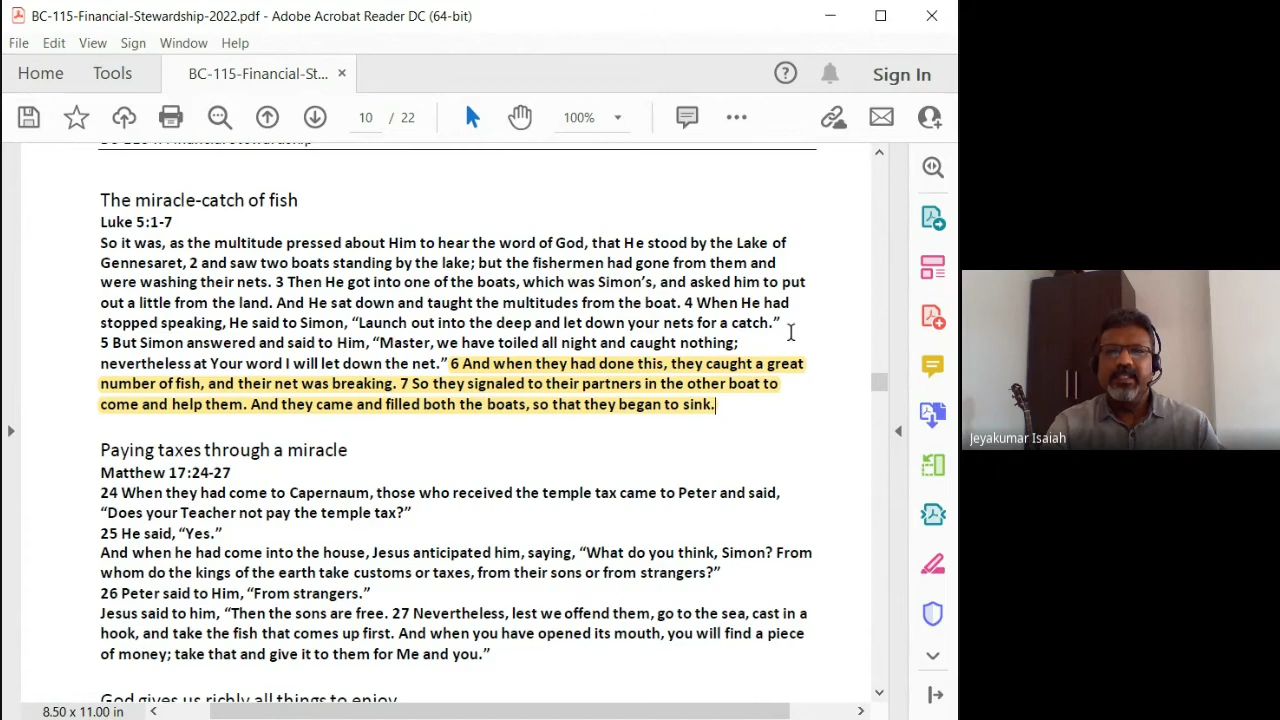 BC-115-Financial-Stewardship-2022.pdf - Adobe Acrobat Reader DC (64-bit)
File Edit View Sign Window Help
Home Tools BC-115-Financial-St... Sign In
10 / 22 100%
The miracle-catch of fish
Luke 5:1-7
So it was, as the multitude pressed about Him to hear the word of God, that He stood by the Lake of
Gennesaret, 2 and saw two boats standing by the lake; but the fishermen had gone from them and
were washing their nets. 3 Then He got into one of the boats, which was Simon’s, and asked him to put
out a little from the land. And He sat down and taught the multitudes from the boat. 4 When He had
stopped speaking, He said to Simon, “Launch out into the deep and let down your nets for a catch.”
5 But Simon answered and said to Him, “Master, we have toiled all night and caught nothing;
nevertheless at Your word I will let down the net.” 6 And when they had done this, they caught a great
number of fish, and their net was breaking. 7 So they signaled to their partners in the other boat to
come and help them. And they came and filled both the boats, so that they began to sink.
Paying taxes through a miracle
Matthew 17:24-27
24 When they had come to Capernaum, those who received the temple tax came to Peter and said,
“Does your Teacher not pay the temple tax?”
25 He said, “Yes.”
And when he had come into the house, Jesus anticipated him, saying, “What do you think, Simon? From
whom do the kings of the earth take customs or taxes, from their sons or from strangers?”
26 Peter said to Him, “From strangers.”
Jesus said to him, “Then the sons are free. 27 Nevertheless, lest we offend them, go to the sea, cast in a
hook, and take the fish that comes up first. And when you have opened its mouth, you will find a piece
of money; take that and give it to them for Me and you.”
God gives us richly all things to enjoy
8.50 x 11.00 in
Jeyakumar Isaiah